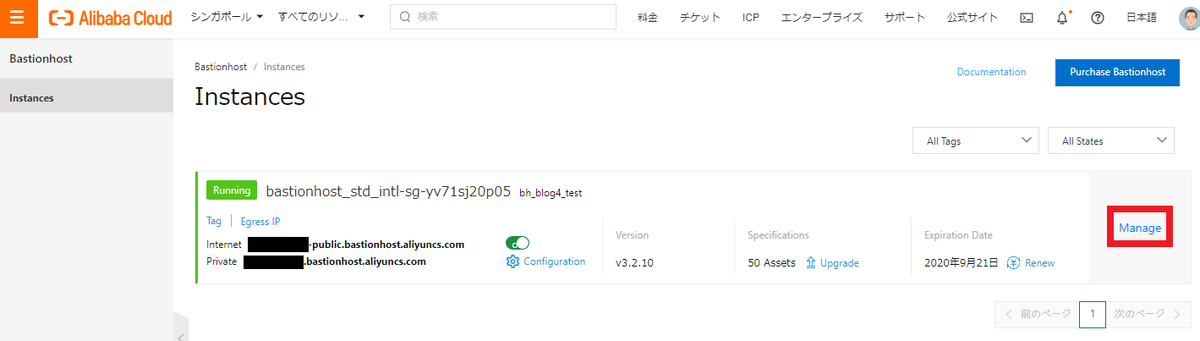 Alibaba Cloud シンガポール すべてのリソ... 検索 料金 チケット ICP エンタープライズ サポート 公式サイト 日本語
Bastionhost
Instances
Bastionhost / Instances
Documentation
Purchase Bastionhost
Instances
All Tags
All States
Running bastionhost_std_intl-sg-yv71sj20p05 bh_blog4_test
Tag Egress IP
Internet -public.bastionhost.aliyuncs.com
Private .bastionhost.aliyuncs.com Configuration
Version
v3.2.10
Specifications
50 Assets Upgrade
Expiration Date
2020年9月21日 Renew
Manage
前のページ 1 次のページ